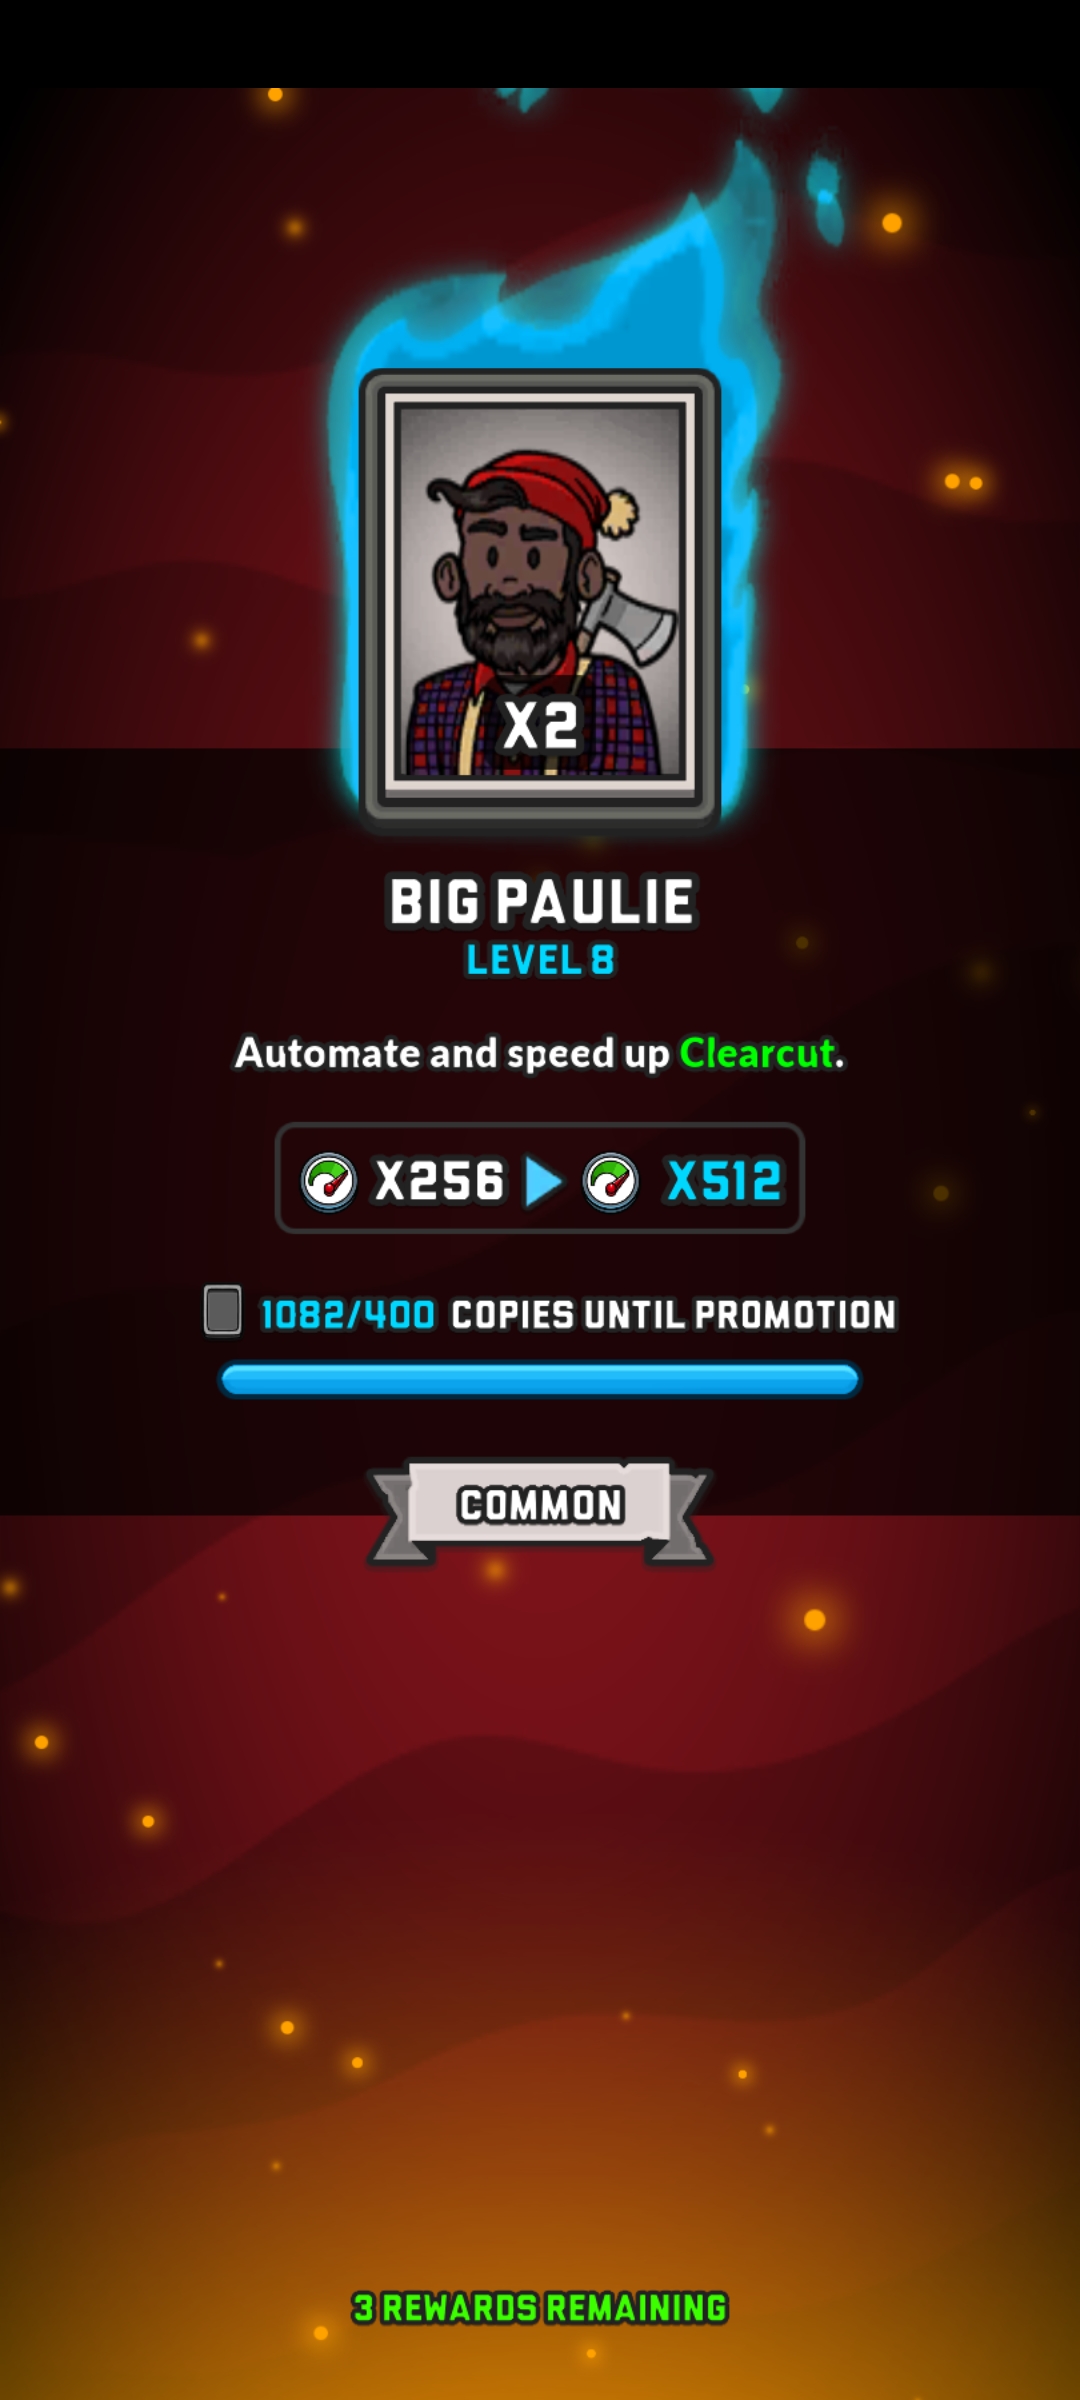 X2
BIG PAULIE
LEVEL 8
Automate and speed up Clearcut.
X256 X512
1082/400 COPIES UNTIL PROMOTION
COMMON
3 REWARDS REMAINING